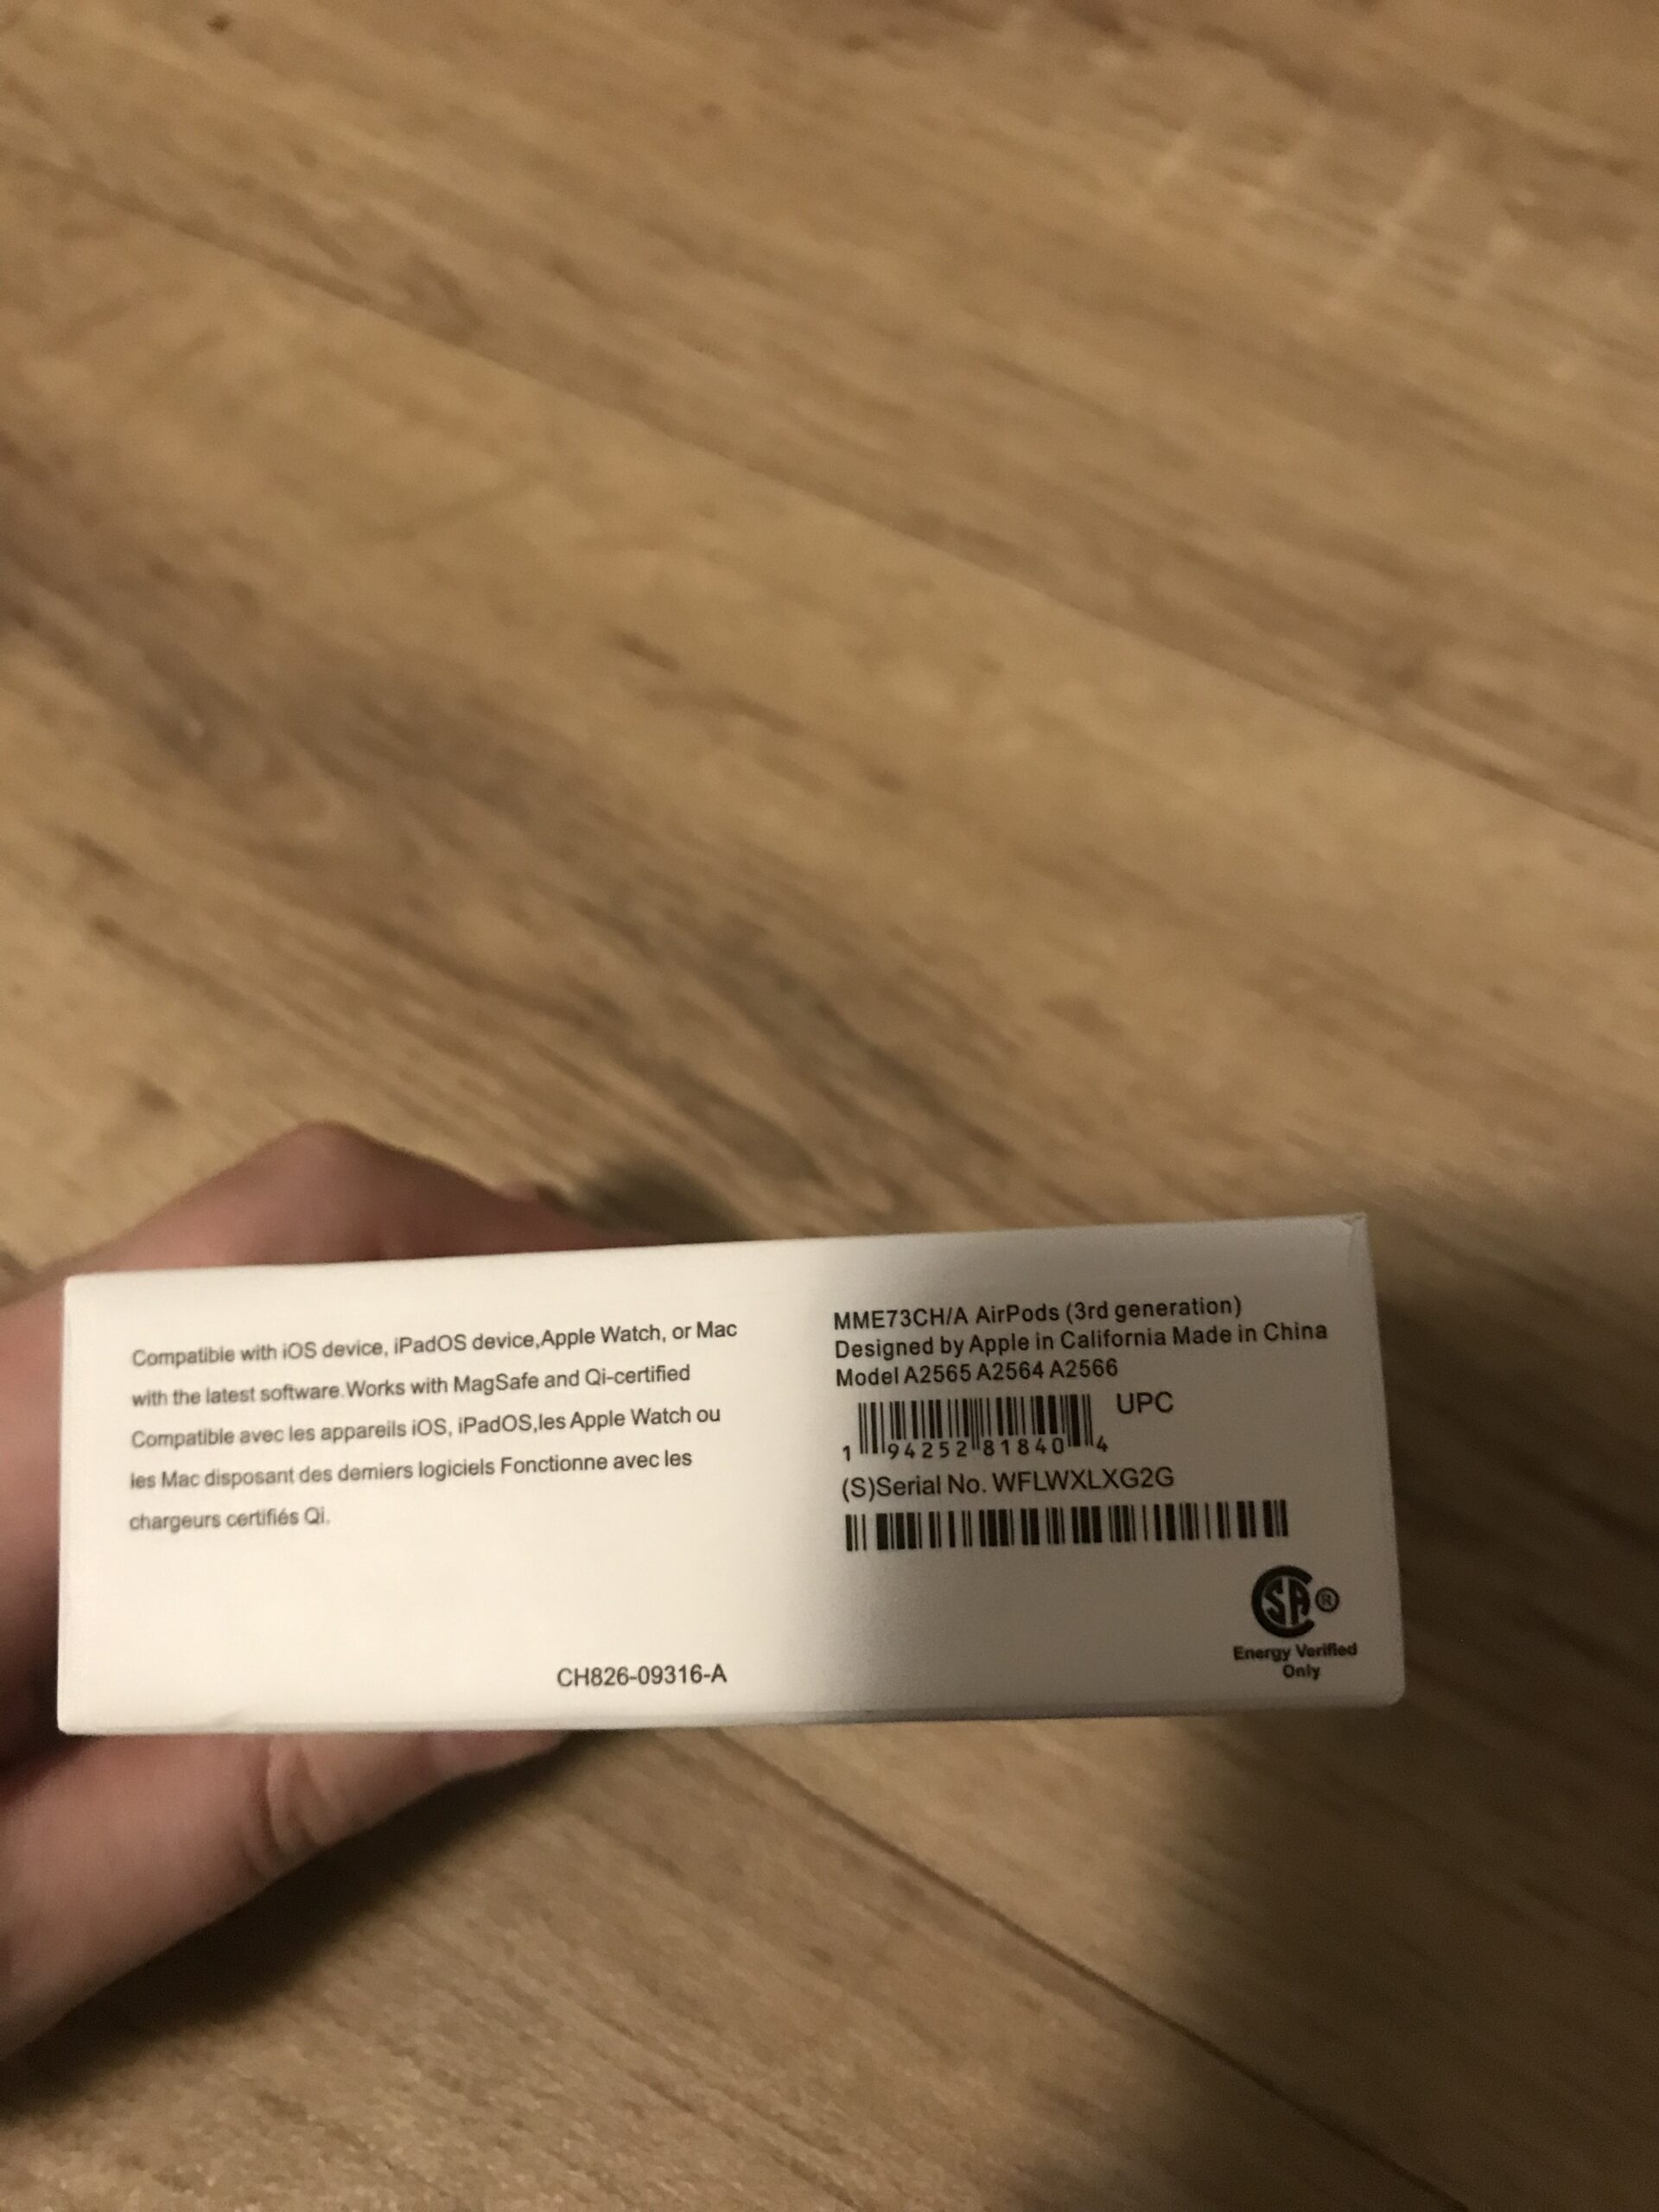 Compatible with iOS device, iPadOS device,Apple Watch, or Mac
with the latest software.Works with MagSafe and Qi-certified
Compatible avec les appareils iOS, iPadOS,les Apple Watch ou
les Mac disposant des demiers logiciels Fonctionne avec les
chargeurs certifiés Qi.
CH826-09316-A
MME73CH/A AirPods (3rd generation)
Designed by Apple in California Made in China
Model A2565 A2564 A2566
UPC
1 94252 81840 4
(S)Serial No. WFLWXLXG2G
SA ®
Energy Verified
Only